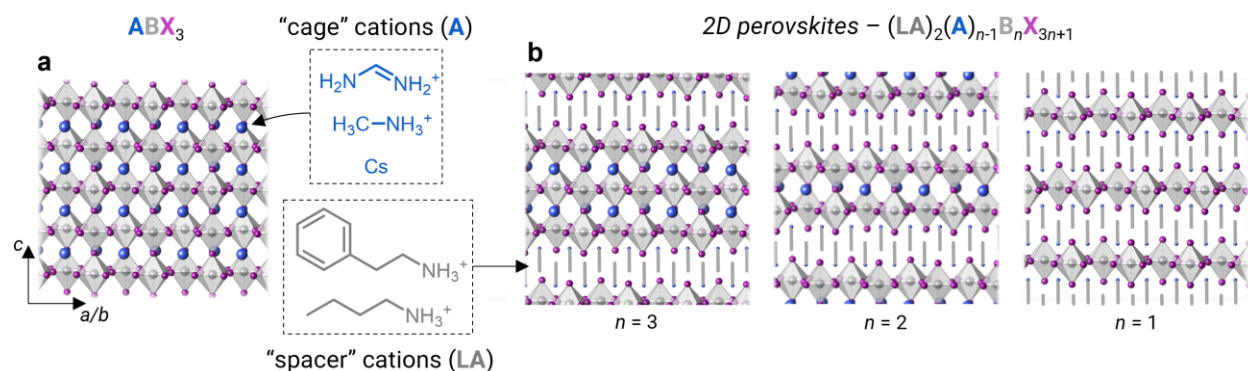 ABX₃
"cage" cations (A)
2D perovskites – (LA)₂(A)ₙ₋₁BₙX₃ₙ₊₁
a
H₂N NH₂⁺
H₃C–NH₃⁺
Cs
c
a/b
NH₃⁺
NH₃⁺
"spacer" cations (LA)
b
n = 3
n = 2
n = 1